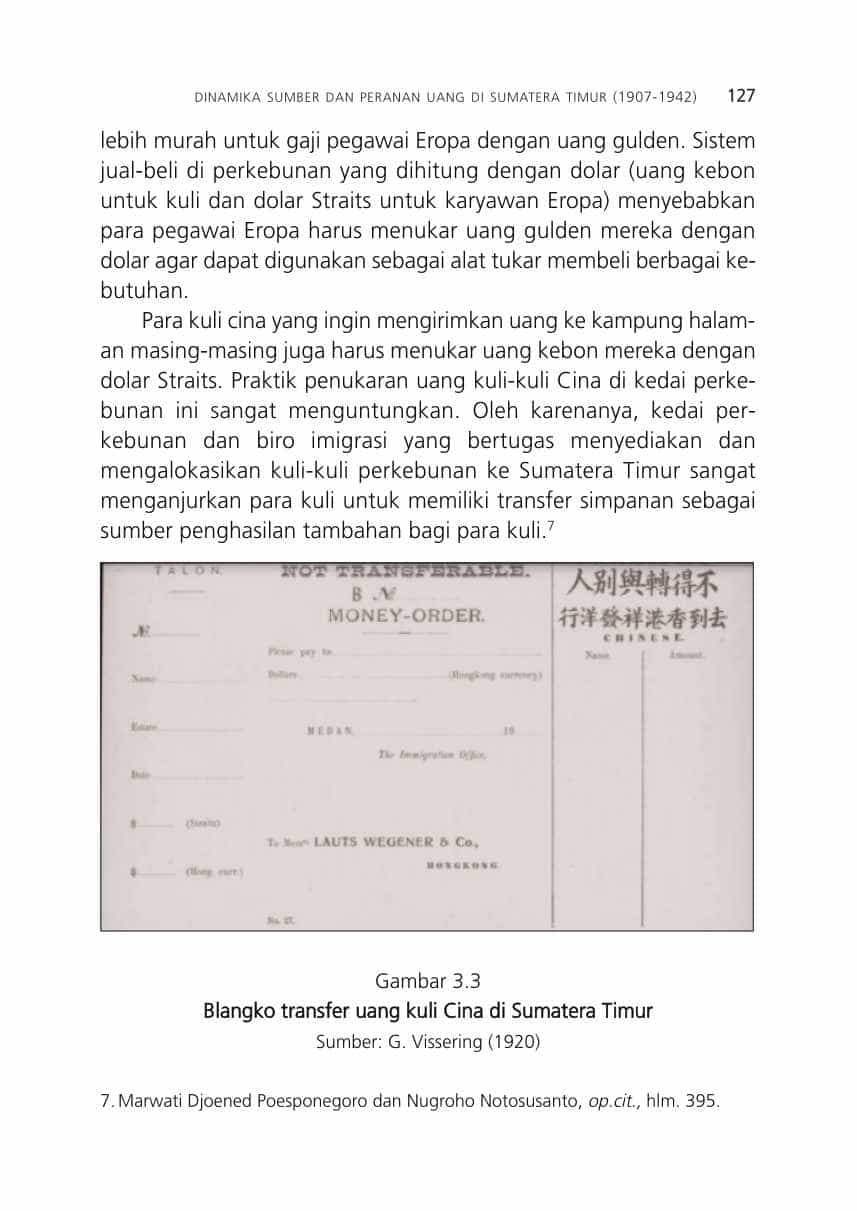 DINAMIKA SUMBER DAN PERANAN UANG DI SUMATERA TIMUR (1907-1942) 127
lebih murah untuk gaji pegawai Eropa dengan uang gulden. Sistem
jual-beli di perkebunan yang dihitung dengan dolar (uang kebon
untuk kuli dan dolar Straits untuk karyawan Eropa) menyebabkan
para pegawai Eropa harus menukar uang gulden mereka dengan
dolar agar dapat digunakan sebagai alat tukar membeli berbagai ke-
butuhan.
Para kuli cina yang ingin mengirimkan uang ke kampung halam-
an masing-masing juga harus menukar uang kebon mereka dengan
dolar Straits. Praktik penukaran uang kuli-kuli Cina di kedai perke-
bunan ini sangat menguntungkan. Oleh karenanya, kedai per-
kebunan dan biro imigrasi yang bertugas menyediakan dan
mengalokasikan kuli-kuli perkebunan ke Sumatera Timur sangat
menganjurkan para kuli untuk memiliki transfer simpanan sebagai
sumber penghasilan tambahan bagi para kuli.7
TALON.
№
Name
Estate
Date
$ (Straits)
$ (Hong. curr.)
NOT TRANSFERABLE.
B №
MONEY-ORDER.
Please pay to
Dollars (Hongkong currency)
MEDAN, 19
The Immigration Office,
To Messrs LAUTS WEGENER & Co.,
HONGKONG.
No. 27.
人別與轉得不
行洋發祥港香到去
CHINESE.
Name. Amount.
Gambar 3.3
Blangko transfer uang kuli Cina di Sumatera Timur
Sumber: G. Vissering (1920)
7. Marwati Djoened Poesponegoro dan Nugroho Notosusanto, op.cit., hlm. 395.